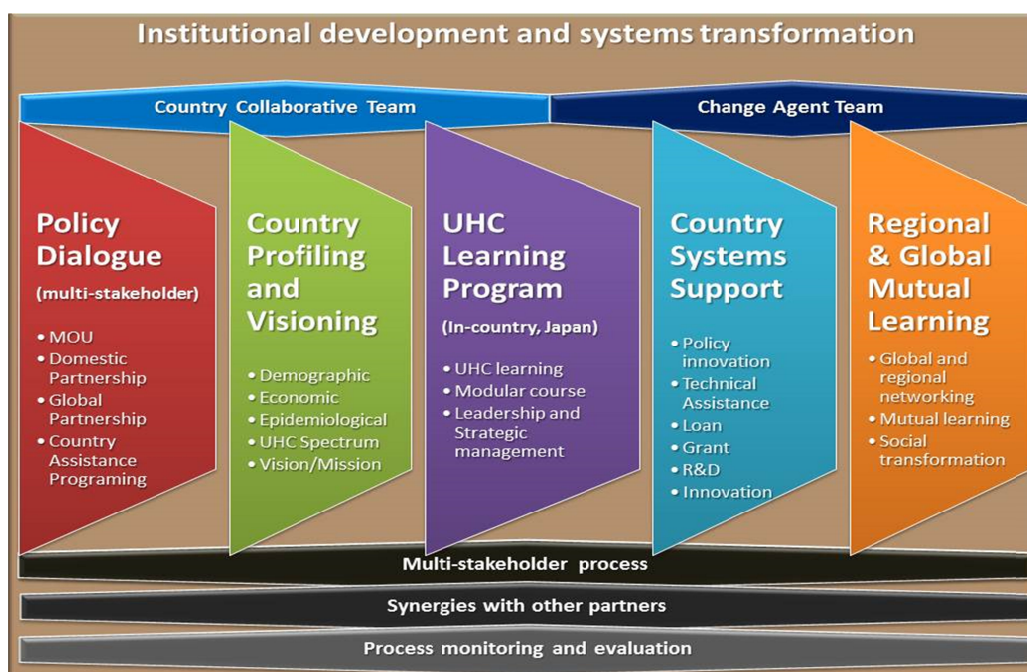 Institutional development and systems transformation
Country Collaborative Team
Change Agent Team
Policy
Dialogue
(multi-stakeholder)
• MOU
• Domestic
Partnership
• Global
Partnership
• Country
Assistance
Programing
Country
Profiling
and
Visioning
• Demographic
• Economic
• Epidemiological
• UHC Spectrum
• Vision/Mission
UHC
Learning
Program
(In-country, Japan)
• UHC learning
• Modular course
• Leadership and
Strategic
management
Country
Systems
Support
• Policy
innovation
• Technical
Assistance
• Loan
• Grant
• R&D
• Innovation
Regional
& Global
Mutual
Learning
• Global and
regional
networking
• Mutual learning
• Social
transformation
Multi-stakeholder process
Synergies with other partners
Process monitoring and evaluation